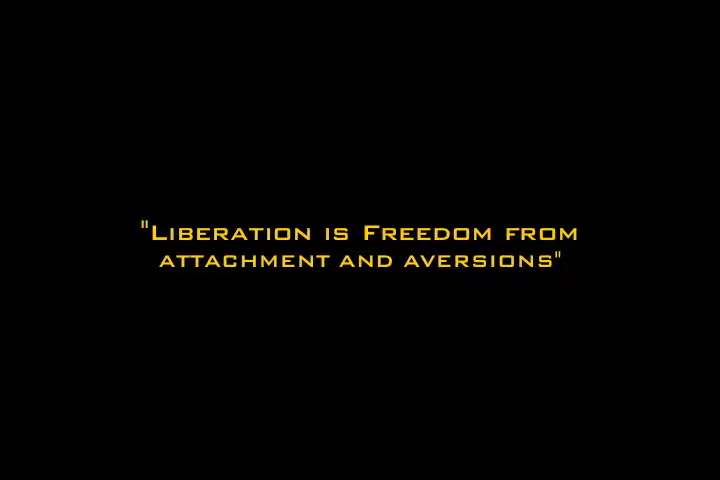 "Liberation is Freedom from
attachment and aversions"